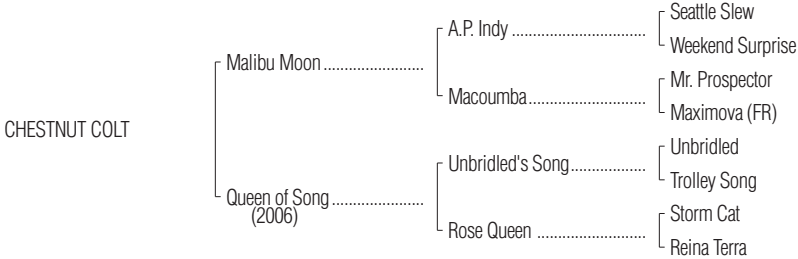 Seattle Slew
A.P. Indy ................................
Weekend Surprise
Malibu Moon ........................
Mr. Prospector
Macoumba ............................
Maximova (FR)
CHESTNUT COLT
Unbridled
Unbridled's Song ...................
Trolley Song
Queen of Song ......................
(2006)
Storm Cat
Rose Queen ..........................
Reina Terra